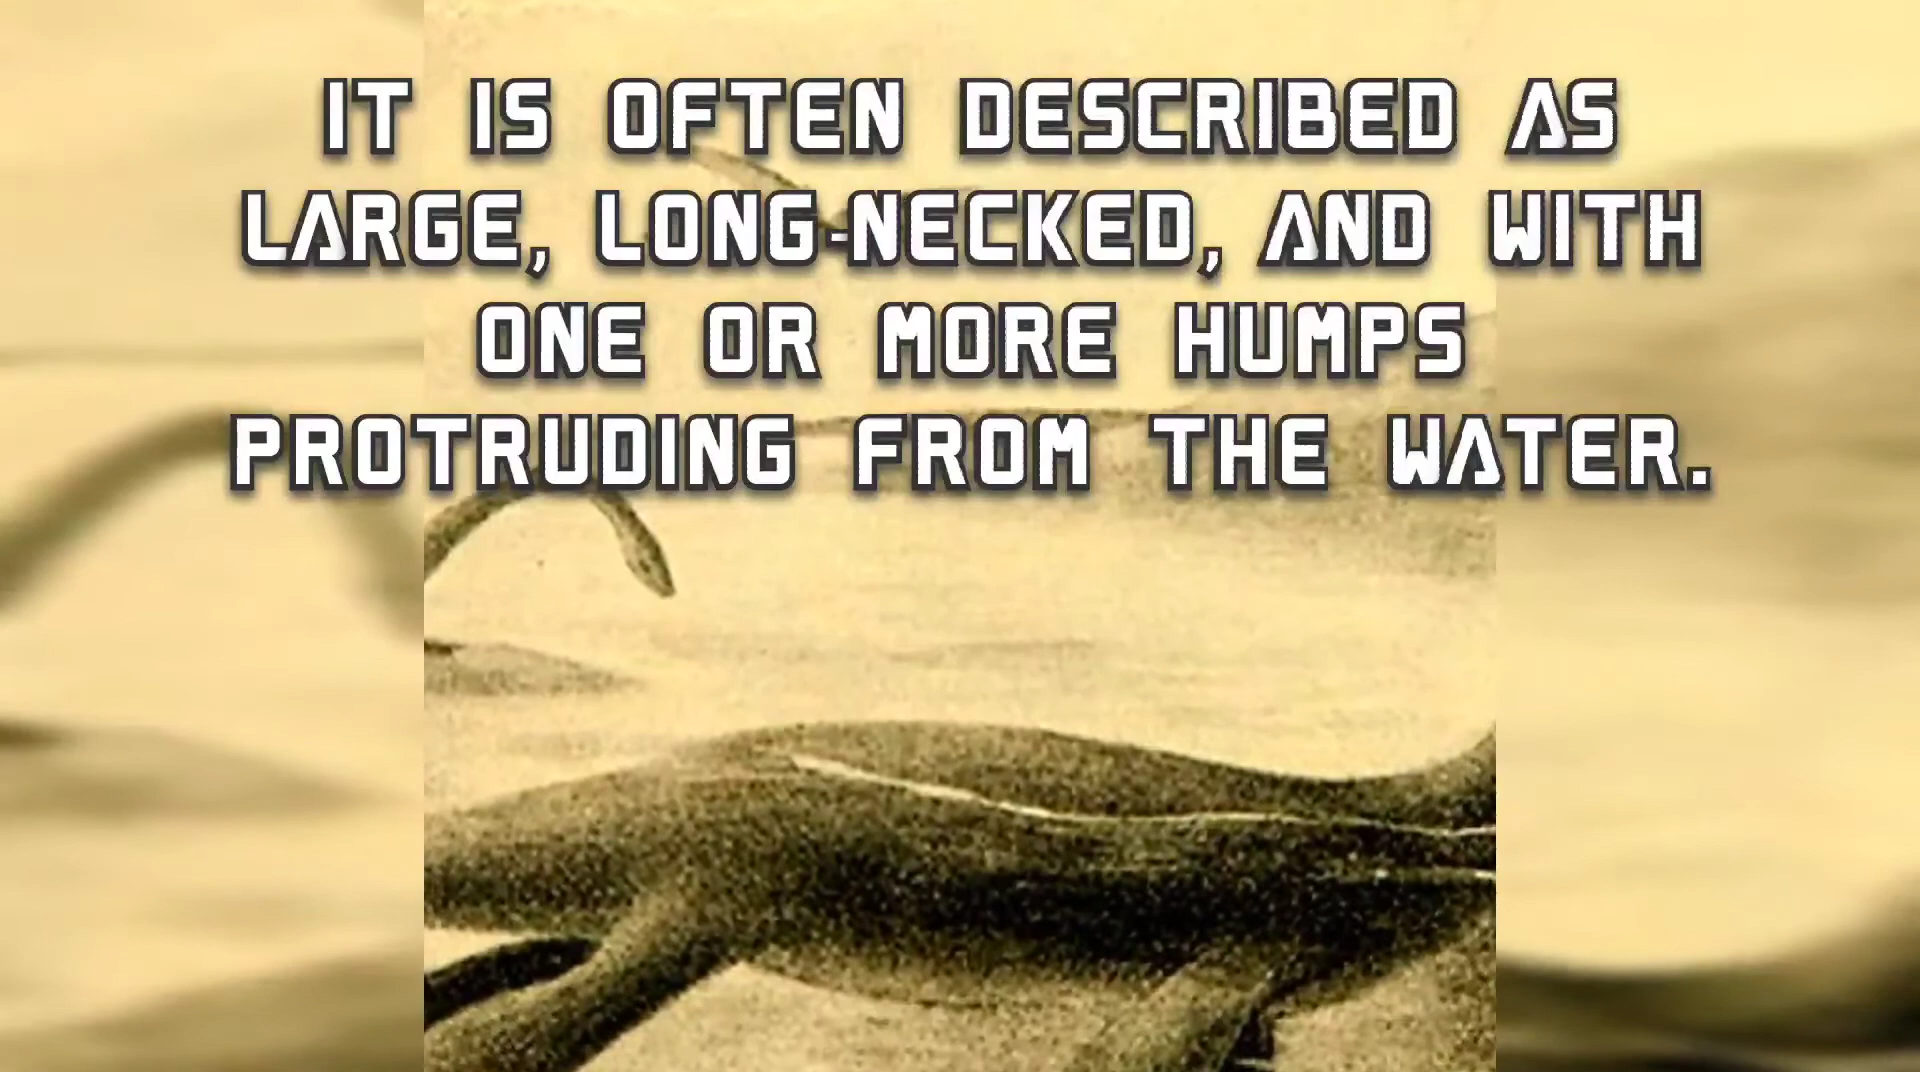 IT IS OFTEN DESCRIBED AS
LARGE, LONG-NECKED, AND WITH
ONE OR MORE HUMPS
PROTRUDING FROM THE WATER.